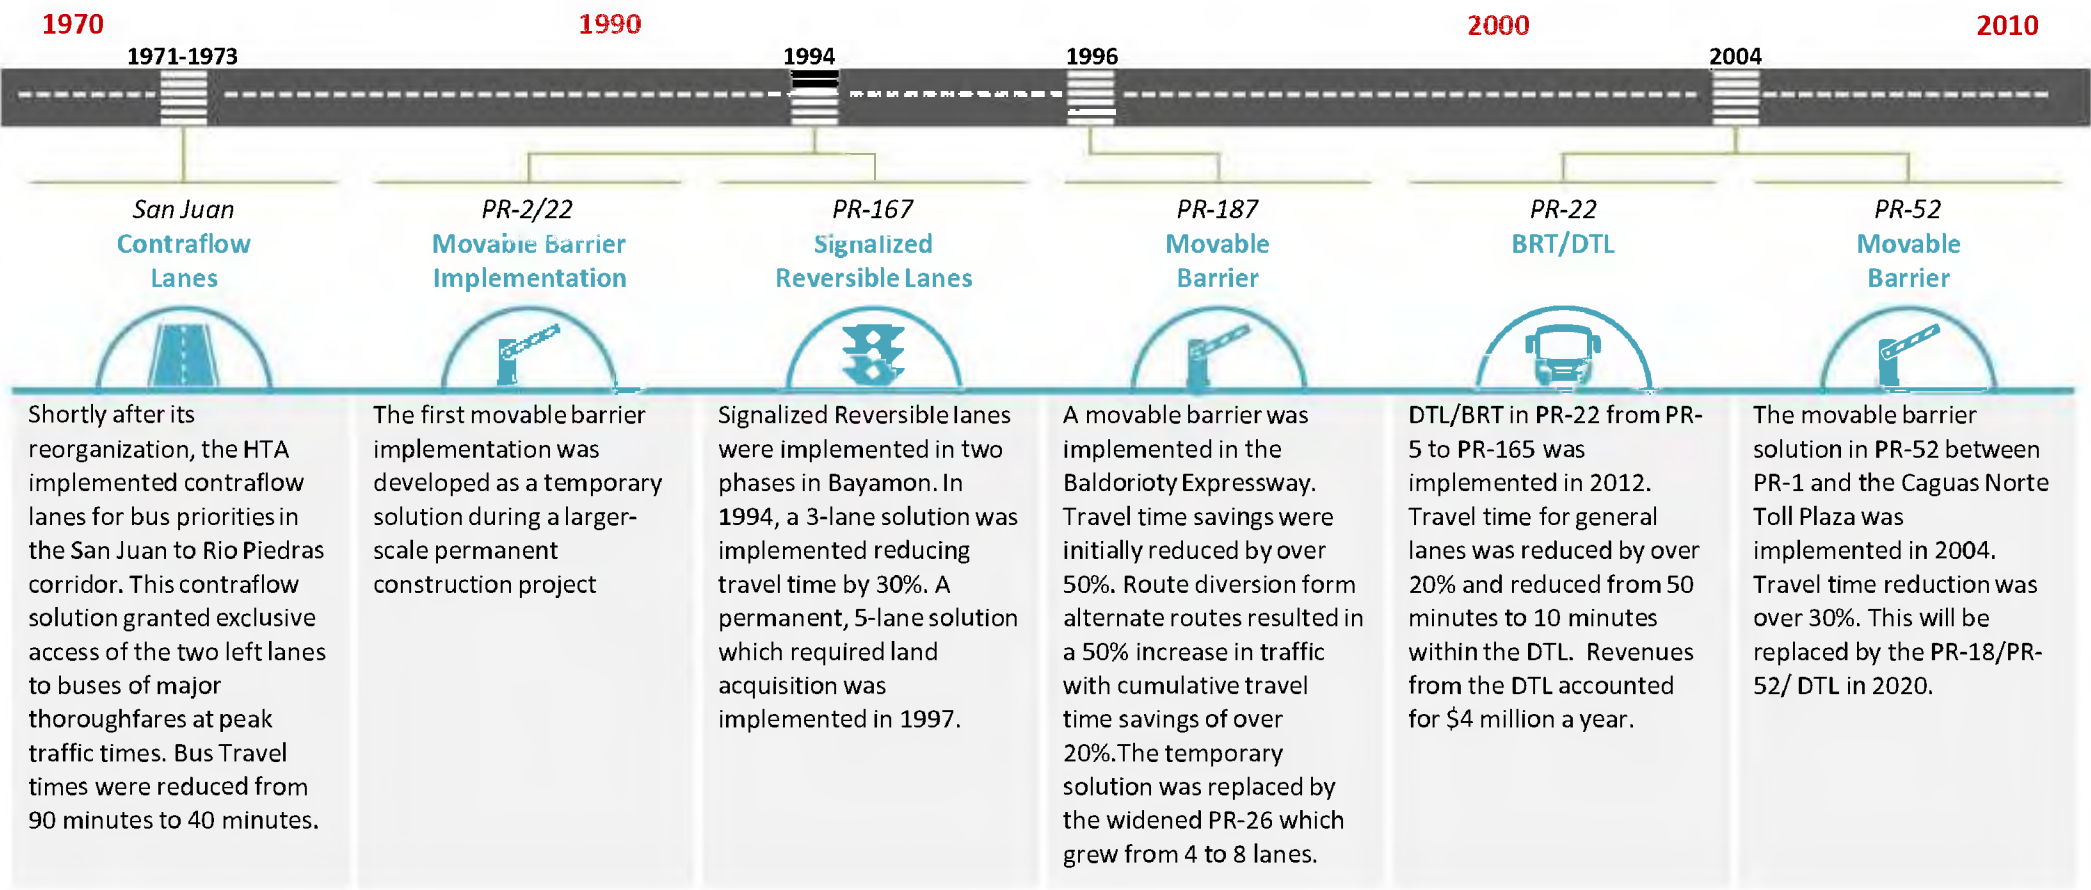 1970
1990
2000
2010
1971-1973
1994
1996
2004
San Juan
Contraflow
Lanes
Shortly after its
reorganization, the HTA
implemented contraflow
lanes for bus priorities in
the San Juan to Rio Piedras
corridor. This contraflow
solution granted exclusive
access of the two left lanes
to buses of major
thoroughfares at peak
traffic times. Bus Travel
times were reduced from
90 minutes to 40 minutes.
PR-2/22
Movable Barrier
Implementation
The first movable barrier
implementation was
developed as a temporary
solution during a larger-
scale permanent
construction project
PR-167
Signalized
Reversible Lanes
Signalized Reversible lanes
were implemented in two
phases in Bayamon. In
1994, a 3-lane solution was
implemented reducing
travel time by 30%. A
permanent, 5-lane solution
which required land
acquisition was
implemented in 1997.
PR-187
Movable
Barrier
A movable barrier was
implemented in the
Baldorioty Expressway.
Travel time savings were
initially reduced by over
50%. Route diversion form
alternate routes resulted in
a 50% increase in traffic
with cumulative travel
time savings of over
20%.The temporary
solution was replaced by
the widened PR-26 which
grew from 4 to 8 lanes.
PR-22
BRT/DTL
DTL/BRT in PR-22 from PR-
5 to PR-165 was
implemented in 2012.
Travel time for general
lanes was reduced by over
20% and reduced from 50
minutes to 10 minutes
within the DTL. Revenues
from the DTL accounted
for $4 million a year.
PR-52
Movable
Barrier
The movable barrier
solution in PR-52 between
PR-1 and the Caguas Norte
Toll Plaza was
implemented in 2004.
Travel time reduction was
over 30%. This will be
replaced by the PR-18/PR-
52/ DTL in 2020.